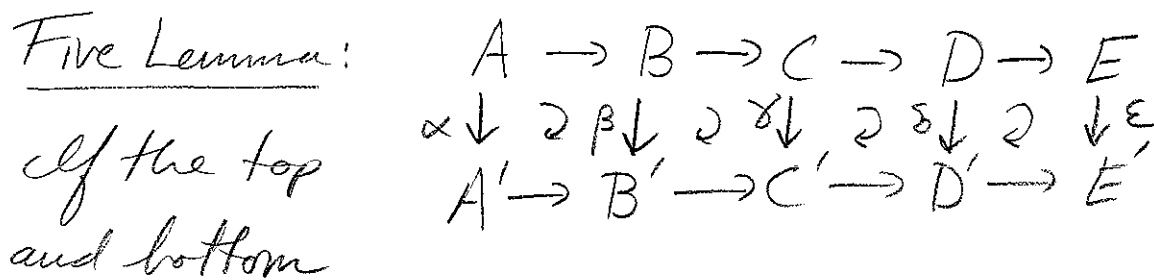 Five Lemma:
A → B → C → D → E
α ↓ ↄ β ↓ ↄ γ ↓ ↄ δ ↓ ↄ ↓ ε
A' → B' → C' → D' → E'
If the top
and bottom